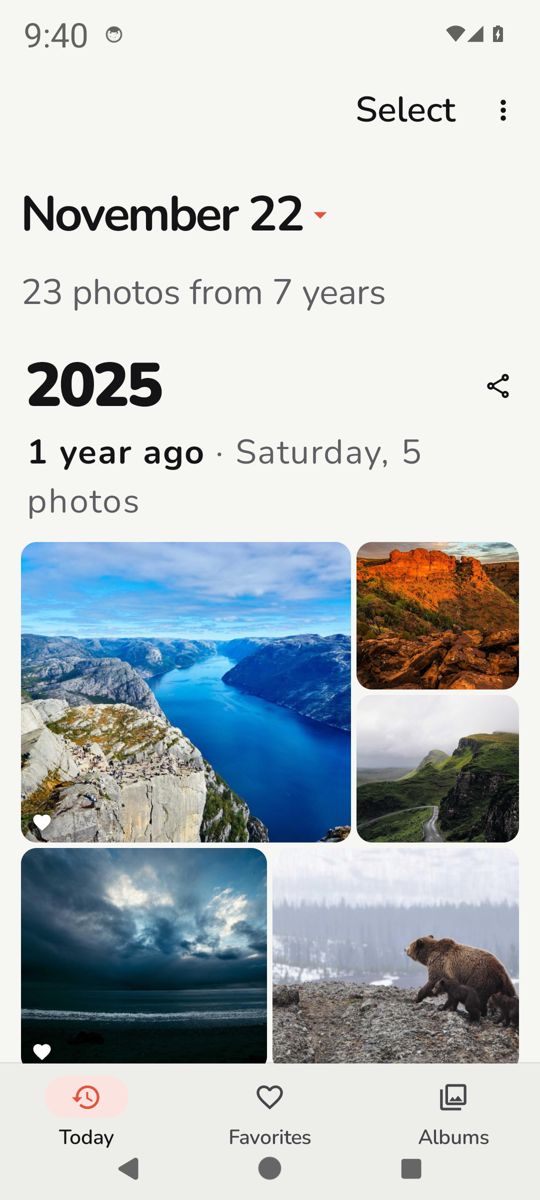 9:40
Select
November 22
23 photos from 7 years
2025
1 year ago · Saturday, 5
photos
Today
Favorites
Albums